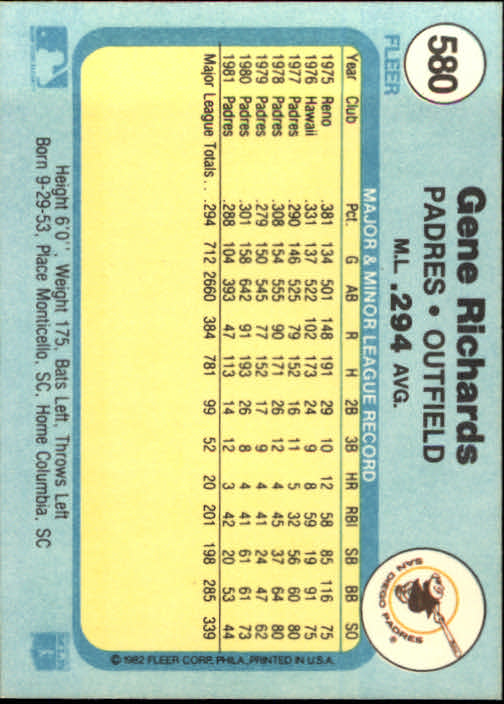 580
FLEER
Gene Richards
PADRES • OUTFIELD
M.L .294 AVG.
SAN DIEGO PADRES
®
MAJOR & MINOR LEAGUE RECORD
Year Club Pct. G AB R H 2B 3B HR RBI SB BB SO
1975 Reno .381 134 501 148 191 29 10 12 58 85 116 75
1976 Hawaii .331 137 522 102 173 24 9 8 59 19 91 75
1977 Padres .290 146 525 79 152 16 11 5 32 56 60 80
1978 Padres .308 154 555 90 171 26 12 4 45 37 64 80
1979 Padres .279 150 545 77 152 17 9 4 41 24 47 62
1980 Padres .301 158 642 91 193 26 8 4 41 61 61 73
1981 Padres .288 104 393 47 113 14 12 3 42 20 53 44
Major League Totals . . .294 712 2660 384 781 99 52 20 201 198 285 339
© 1982 FLEER CORP. PHILA., PRINTED IN U.S.A.
Height 6'0", Weight 175, Bats Left, Throws Left
Born 9-29-53, Place Monticello, SC, Home Columbia, SC